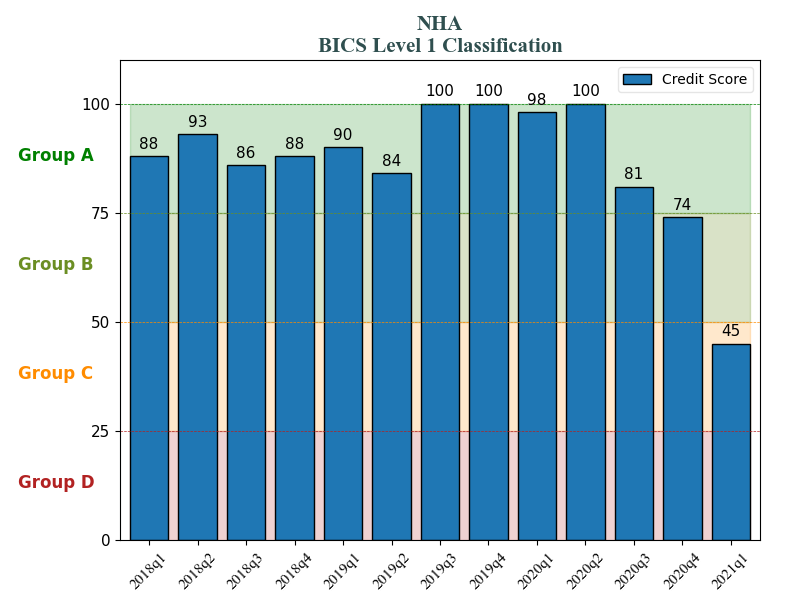 NHA
BICS Level 1 Classification
Credit Score
100
75
50
25
0
Group A
Group B
Group C
Group D
88
93
86
88
90
84
100
100
98
100
81
74
45
2018q1
2018q2
2018q3
2018q4
2019q1
2019q2
2019q3
2019q4
2020q1
2020q2
2020q3
2020q4
2021q1